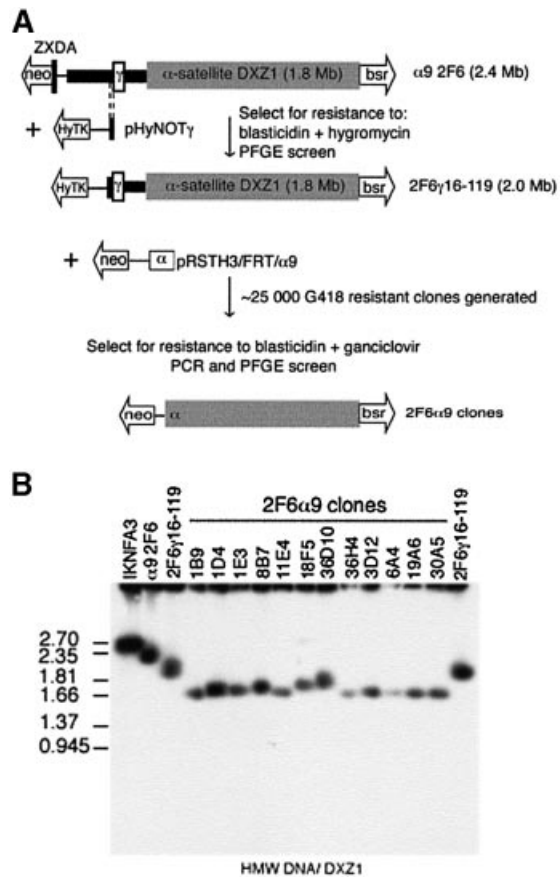 A
ZXDA
neo
γ
α-satellite DXZ1 (1.8 Mb)
bsr
α9 2F6 (2.4 Mb)
+
HyTK
pHyNOTγ
Select for resistance to:
blasticidin + hygromycin
PFGE screen
HyTK
γ
α-satellite DXZ1 (1.8 Mb)
bsr
2F6γ16-119 (2.0 Mb)
+
neo
α
pRSTH3/FRT/α9
~25 000 G418 resistant clones generated
Select for resistance to blasticidin + ganciclovir
PCR and PFGE screen
neo
α
bsr
2F6α9 clones
B
2F6α9 clones
IKNFA3
α9 2F6
2F6γ16-119
1B9
1D4
1E3
8B7
11E4
18F5
36D10
36H4
3D12
6A4
19A6
30A5
2F6γ16-119
2.70
2.35
1.81
1.66
1.37
0.945
HMW DNA/ DXZ1